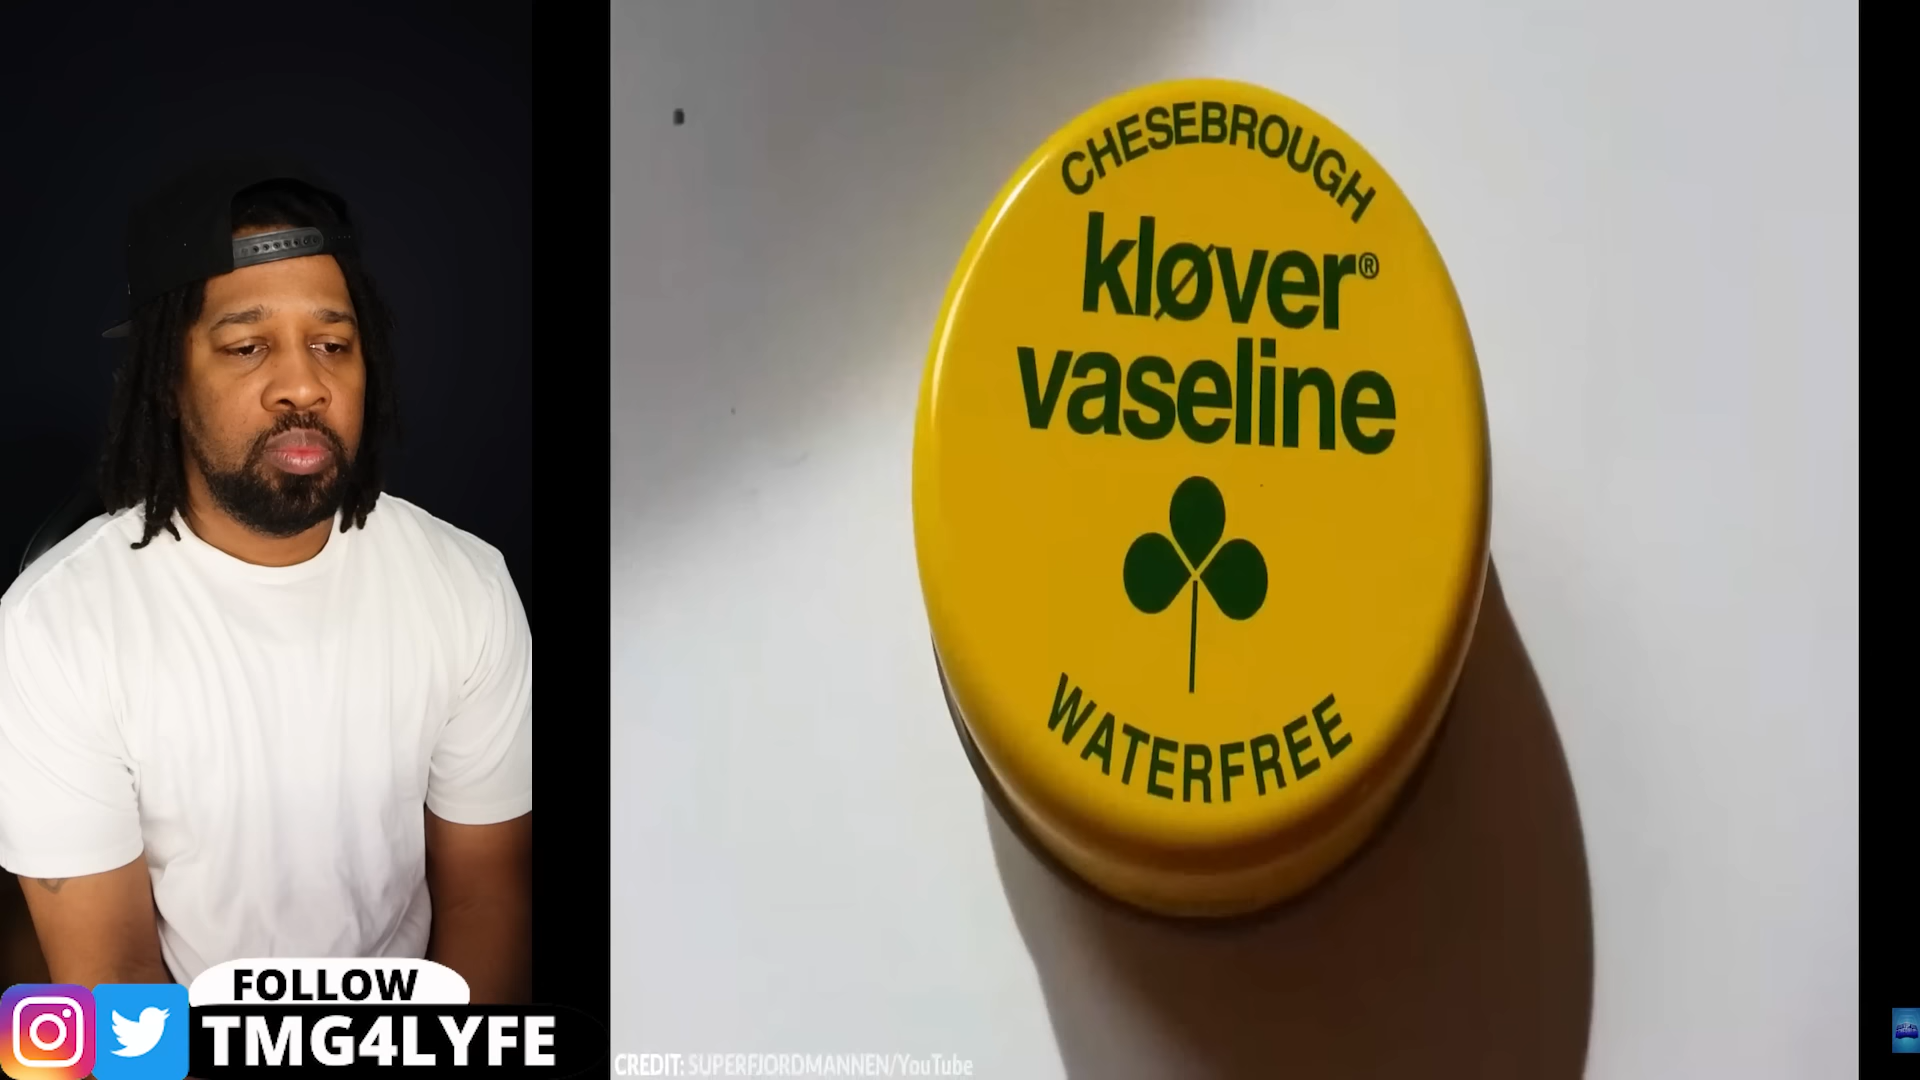 CHESEBROUGH
kløver®
vaseline
WATERFREE
FOLLOW
TMG4LYFE
CREDIT: SUPERFJORDMANNEN/YouTube